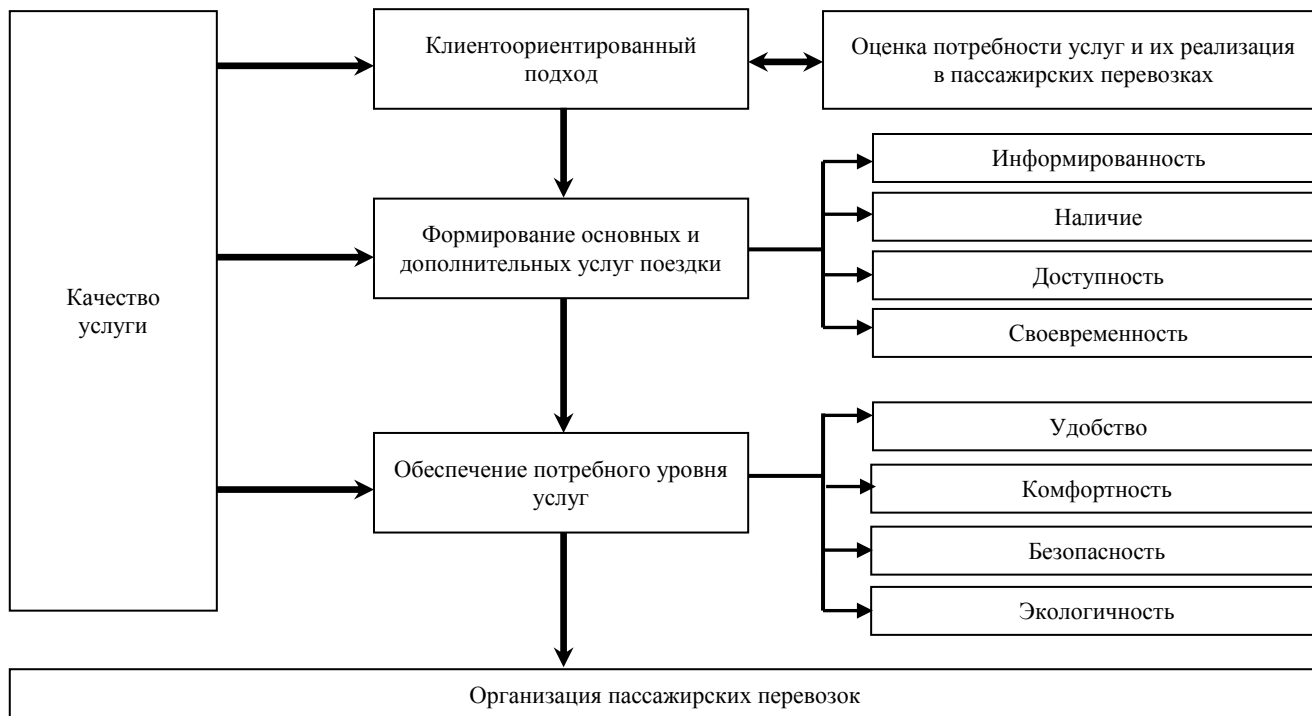 Клиентоориентированный
подход
Оценка потребности услуг и их реализация
в пассажирских перевозках
Информированность
Наличие
Формирование основных и
дополнительных услуг поездки
Доступность
Своевременность
Качество
услуги
Удобство
Обеспечение потребного уровня
услуг
Комфортность
Безопасность
Экологичность
Организация пассажирских перевозок